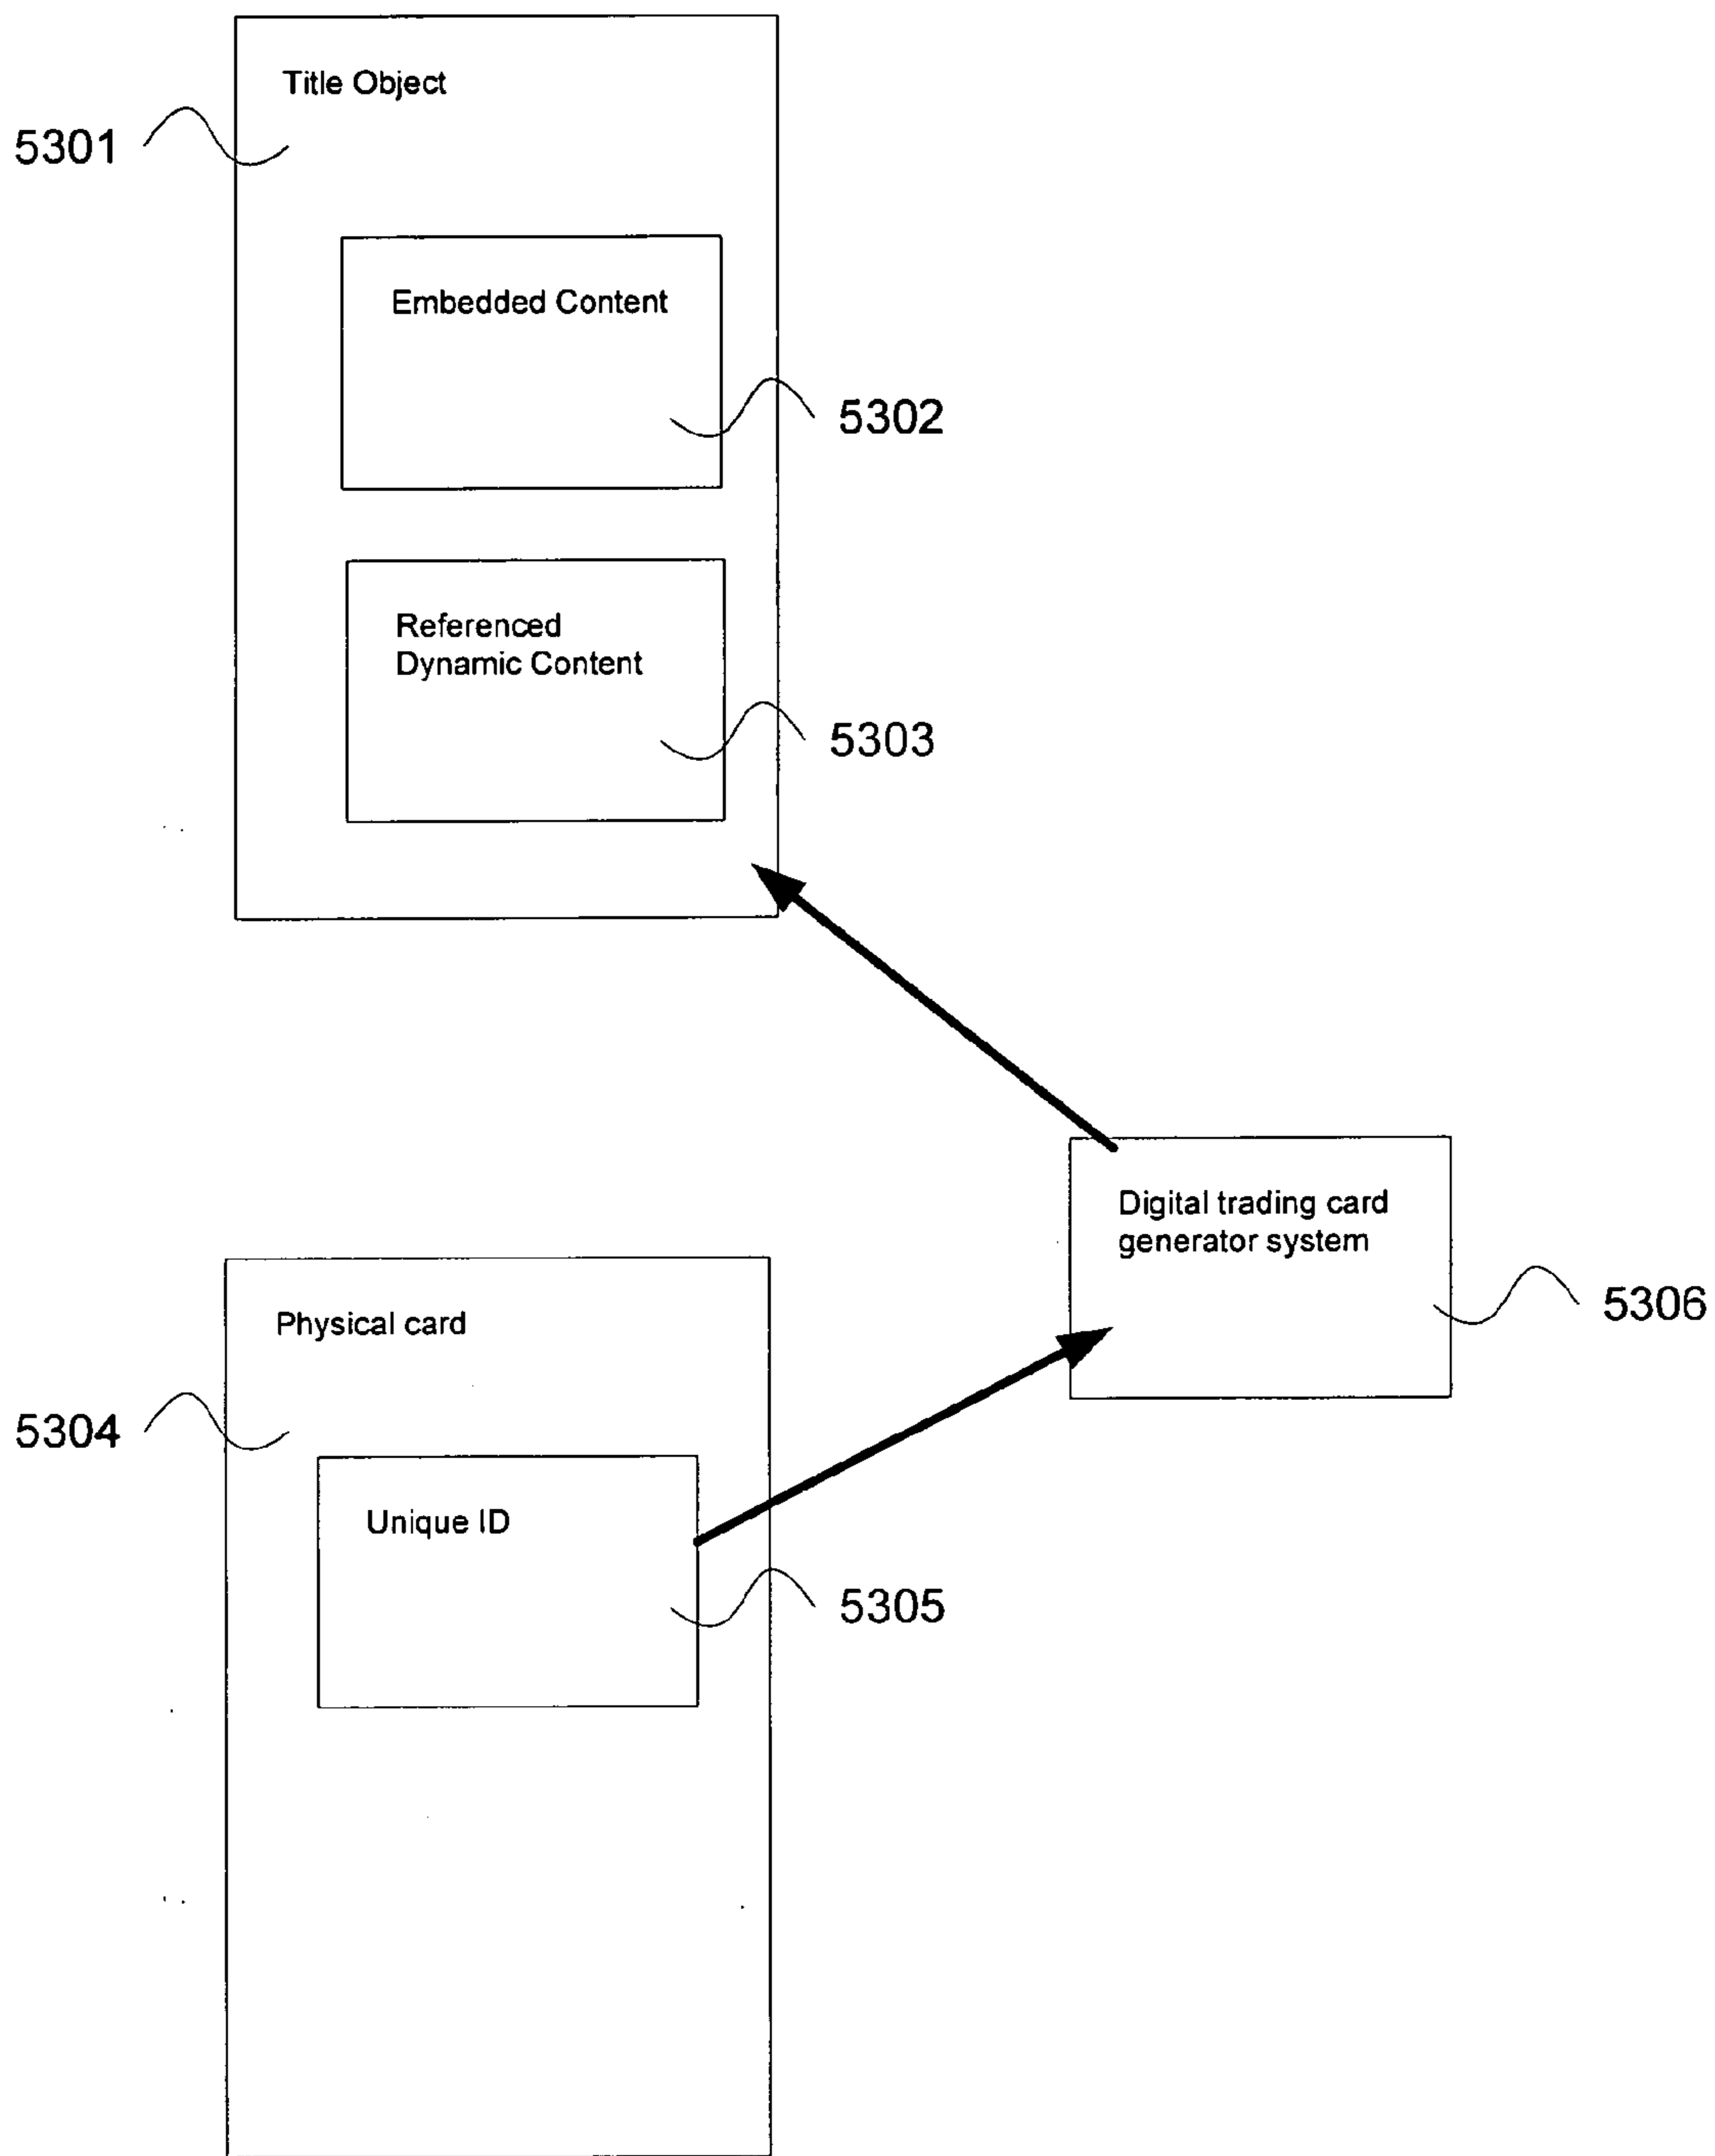 Title Object
5301
Embedded Content
5302
Referenced
Dynamic Content
5303
Digital trading card
generator system
5306
Physical card
5304
Unique ID
5305